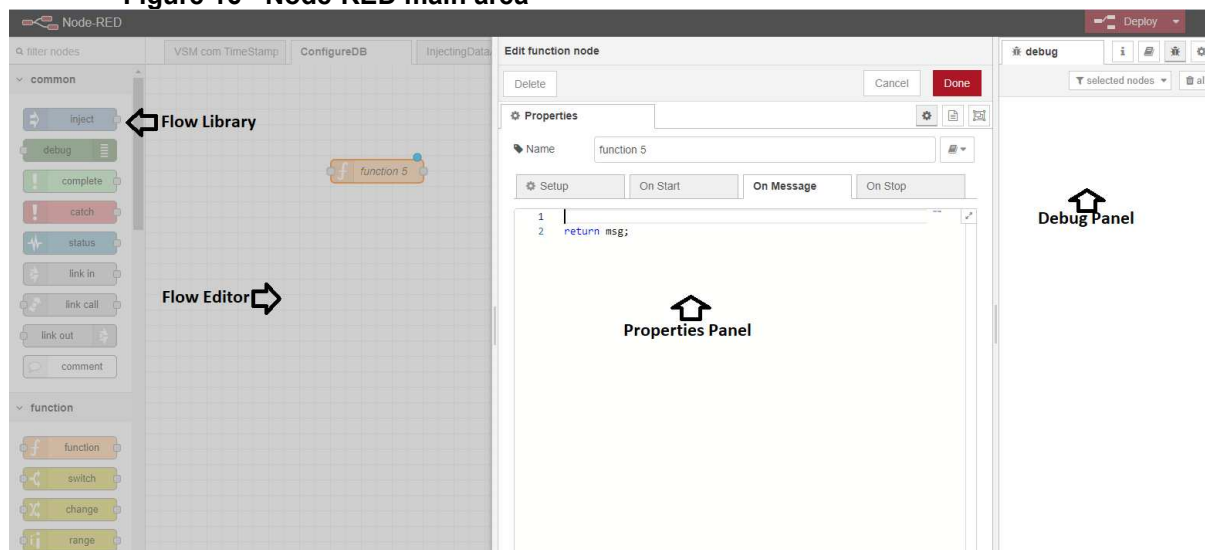 Node-RED main area
Node-RED
Deploy
filter nodes
VSM com TimeStamp
ConfigureDB
InjectingData
Edit function node
debug
i
common
Delete
Cancel
Done
selected nodes
al
inject
Flow Library
Properties
debug
Name
function 5
complete
function 5
Setup
On Start
On Message
On Stop
catch
1
2 return msg;
Debug Panel
status
link in
Flow Editor
link call
Properties Panel
link out
comment
function
function
switch
change
range